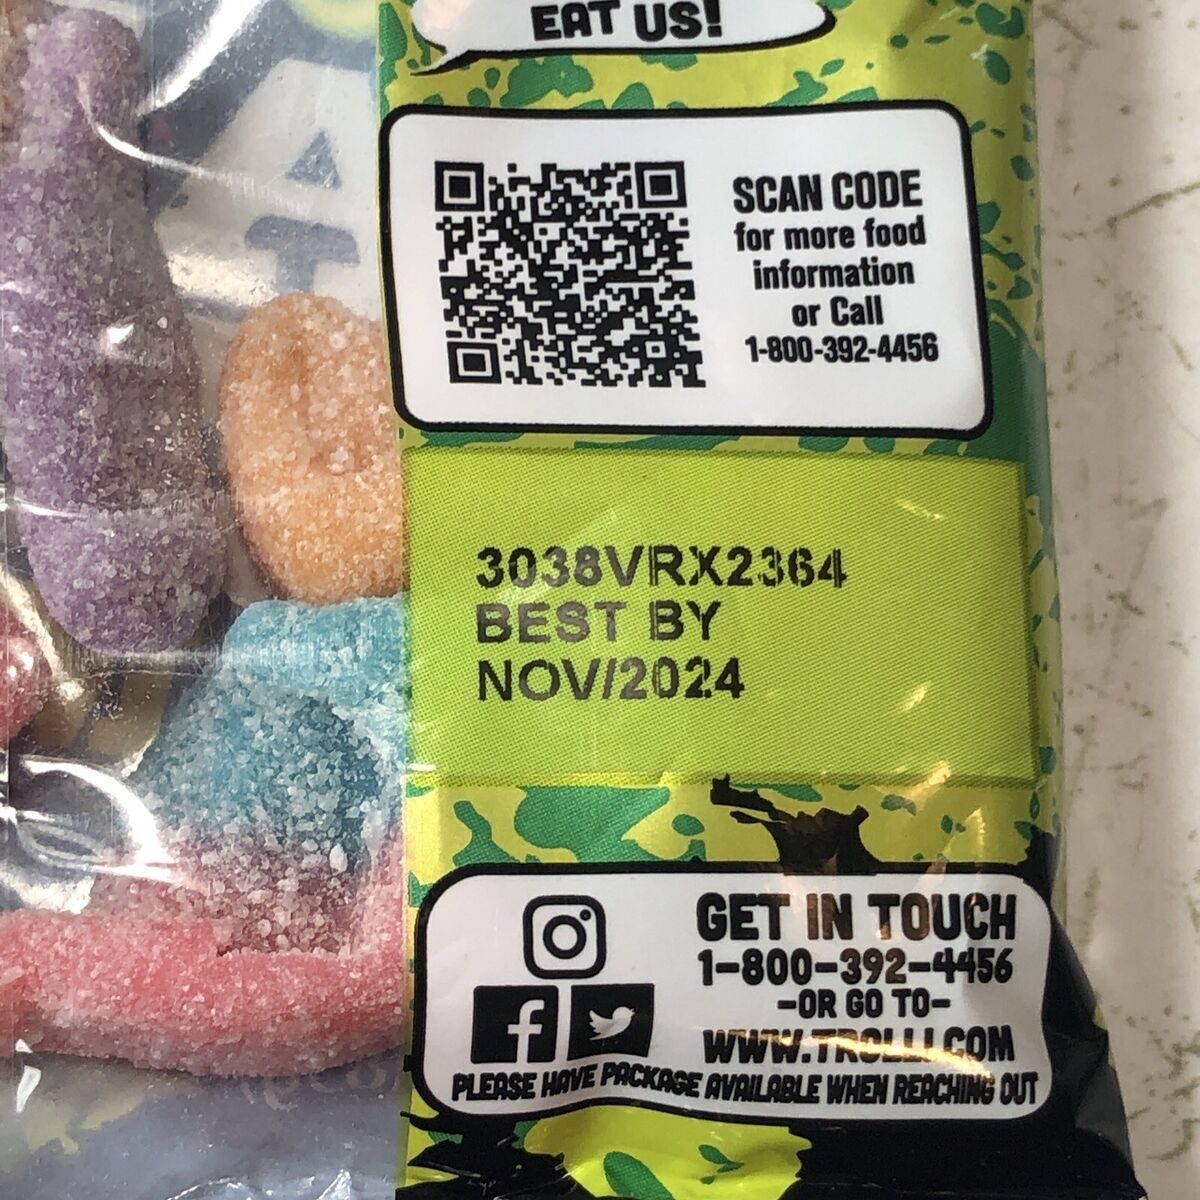 EAT US!
SCAN CODE
for more food
information
or Call
1-800-392-4456
3038VRX2364
BEST BY
NOV/2024
GET IN TOUCH
1-800-392-4456
-OR GO TO-
WWW.TROLLI.COM
PLEASE HAVE PACKAGE AVAILABLE WHEN REACHING OUT